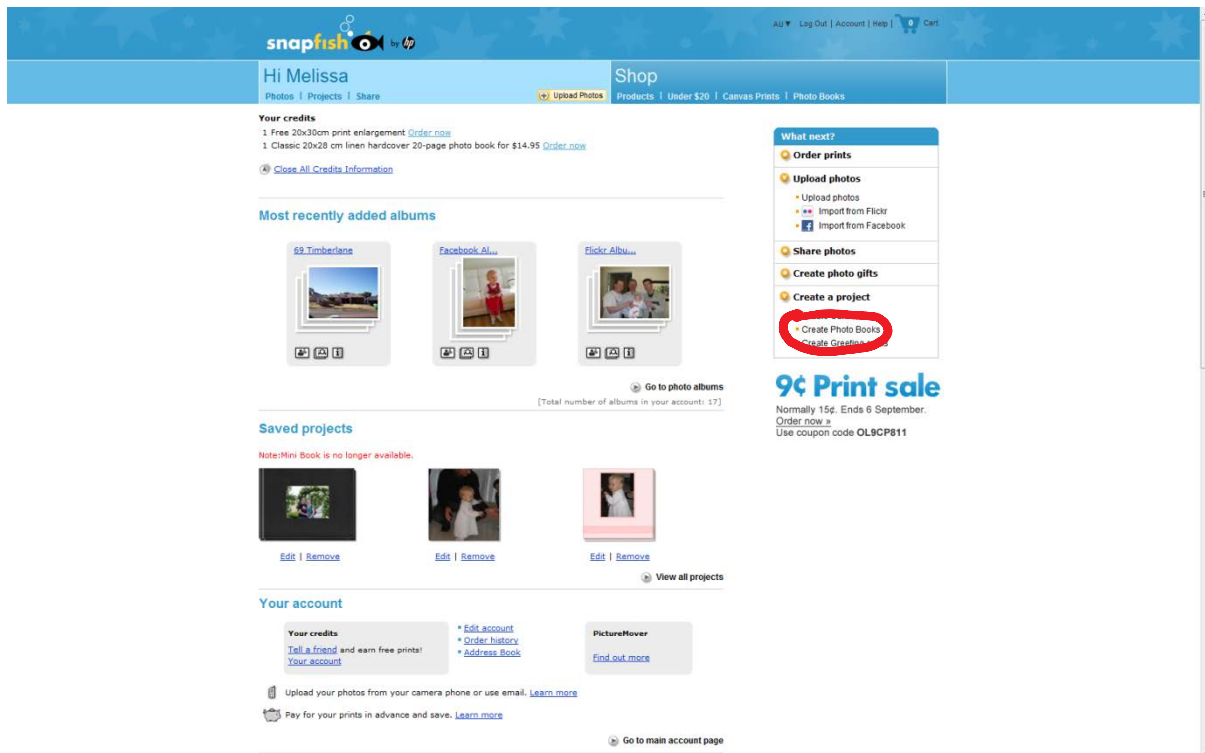 snapfish by hp
AU▼ Log Out | Account | Help | 0 Cart
Hi Melissa
Photos | Projects | Share
Upload Photos
Shop
Products | Under $20 | Canvas Prints | Photo Books
Your credits
1 Free 20x30cm print enlargement Order now
1 Classic 20x28 cm linen hardcover 20-page photo book for $14.95 Order now
Close All Credits Information
Most recently added albums
69 Timberlane
Facebook Al...
Flickr Albu...
Go to photo albums
[Total number of albums in your account: 17]
Saved projects
Note:Mini Book is no longer available.
Edit | Remove
Edit | Remove
Edit | Remove
View all projects
Your account
Your credits
Tell a friend and earn free prints!
Your account
Edit account
Order history
Address Book
PictureMover
Find out more
Upload your photos from your camera phone or use email. Learn more
Pay for your prints in advance and save. Learn more
Go to main account page
What next?
Order prints
Upload photos
Upload photos
Import from Flickr
Import from Facebook
Share photos
Create photo gifts
Create a project
Create Photo Books
Create Greeting
9¢ Print sale
Normally 15¢. Ends 6 September.
Order now »
Use coupon code OL9CP811